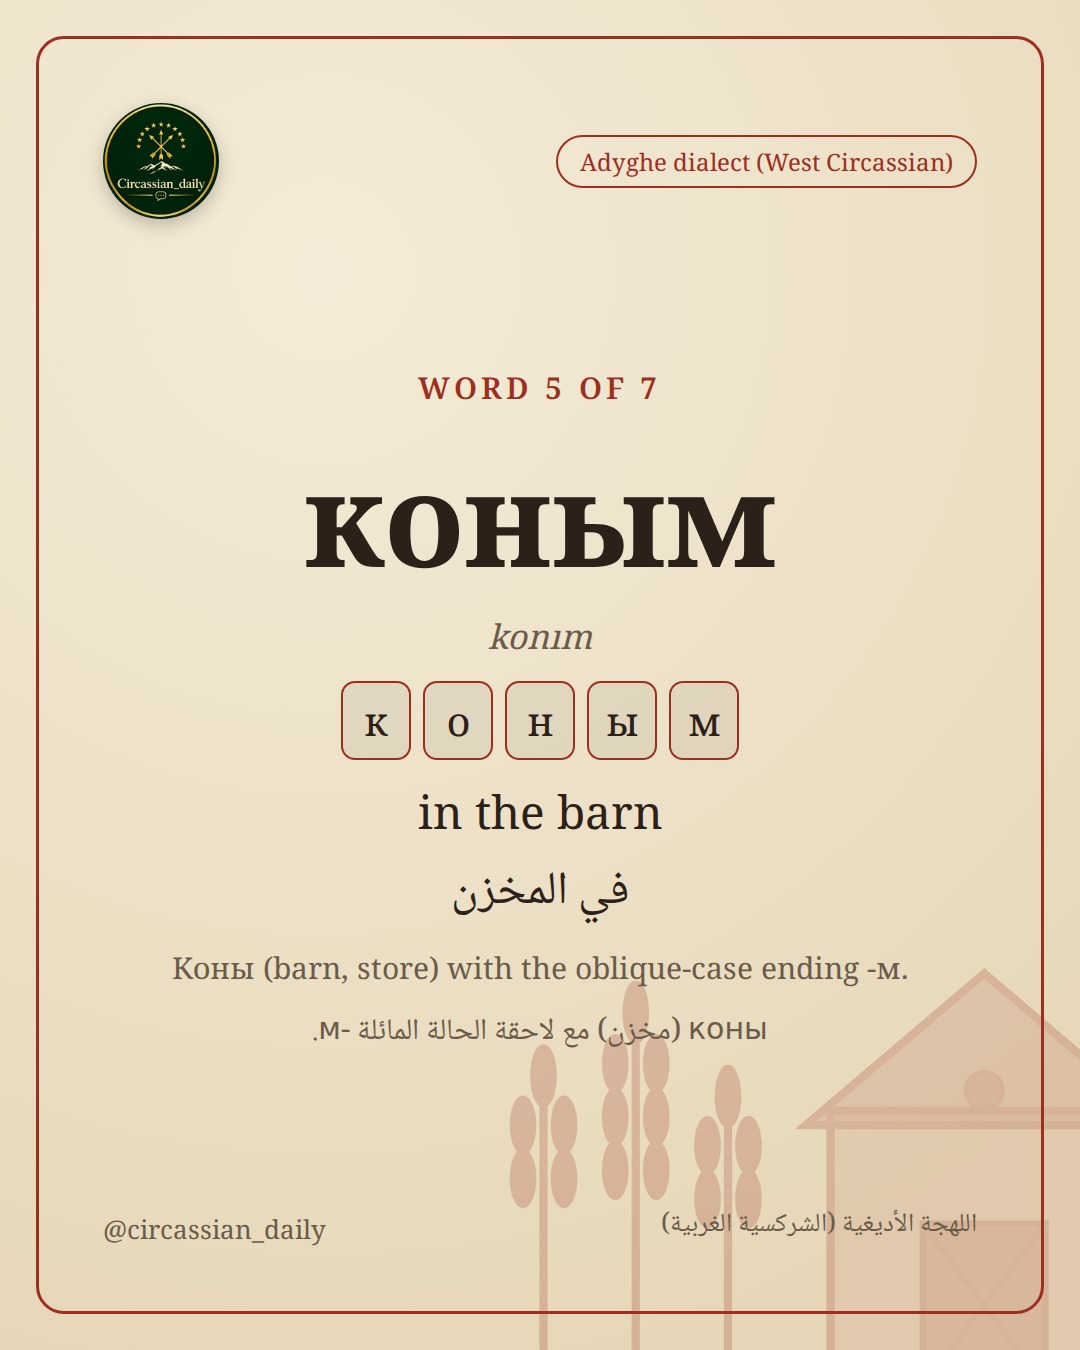 Circassian_daily
Adyghe dialect (West Circassian)
WORD 5 OF 7
коным
konım
к о н ы м
in the barn
في المخزن
Коны (barn, store) with the oblique-case ending -м.
коны (مخزن) مع لاحقة الحالة المائلة -м.
@circassian_daily
اللهجة الأديغية (الشركسية الغربية)